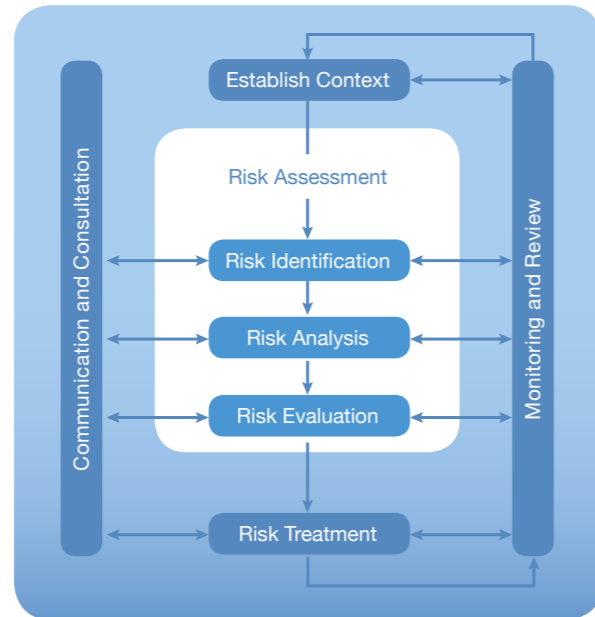 Establish Context
Communication and Consultation
Monitoring and Review
Risk Assessment
Risk Identification
Risk Analysis
Risk Evaluation
Risk Treatment